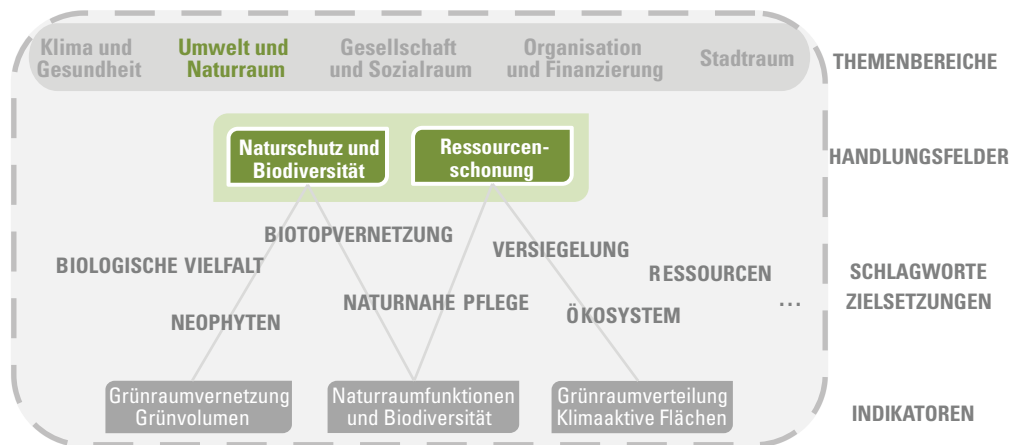 Klima und
Gesundheit
Umwelt und
Naturraum
Gesellschaft
und Sozialraum
Organisation
und Finanzierung
Stadtraum
THEMENBEREICHE
Naturschutz und
Biodiversität
Ressourcen-
schonung
HANDLUNGSFELDER
BIOTOPVERNETZUNG
VERSIEGELUNG
BIOLOGISCHE VIELFALT
RESSOURCEN
NATURNAHE PFLEGE
ÖKOSYSTEM
...
NEOPHYTEN
SCHLAGWORTE
ZIELSETZUNGEN
Grünraumvernetzung
Grünvolumen
Naturraumfunktionen
und Biodiversität
Grünraumverteilung
Klimaaktive Flächen
INDIKATOREN